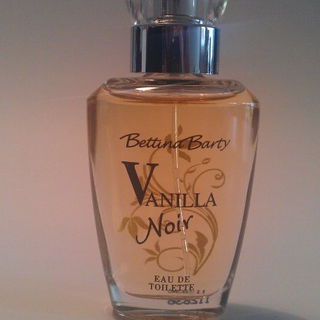 Bettina Barty
VANILLA
Noir
EAU DE
TOILETTE